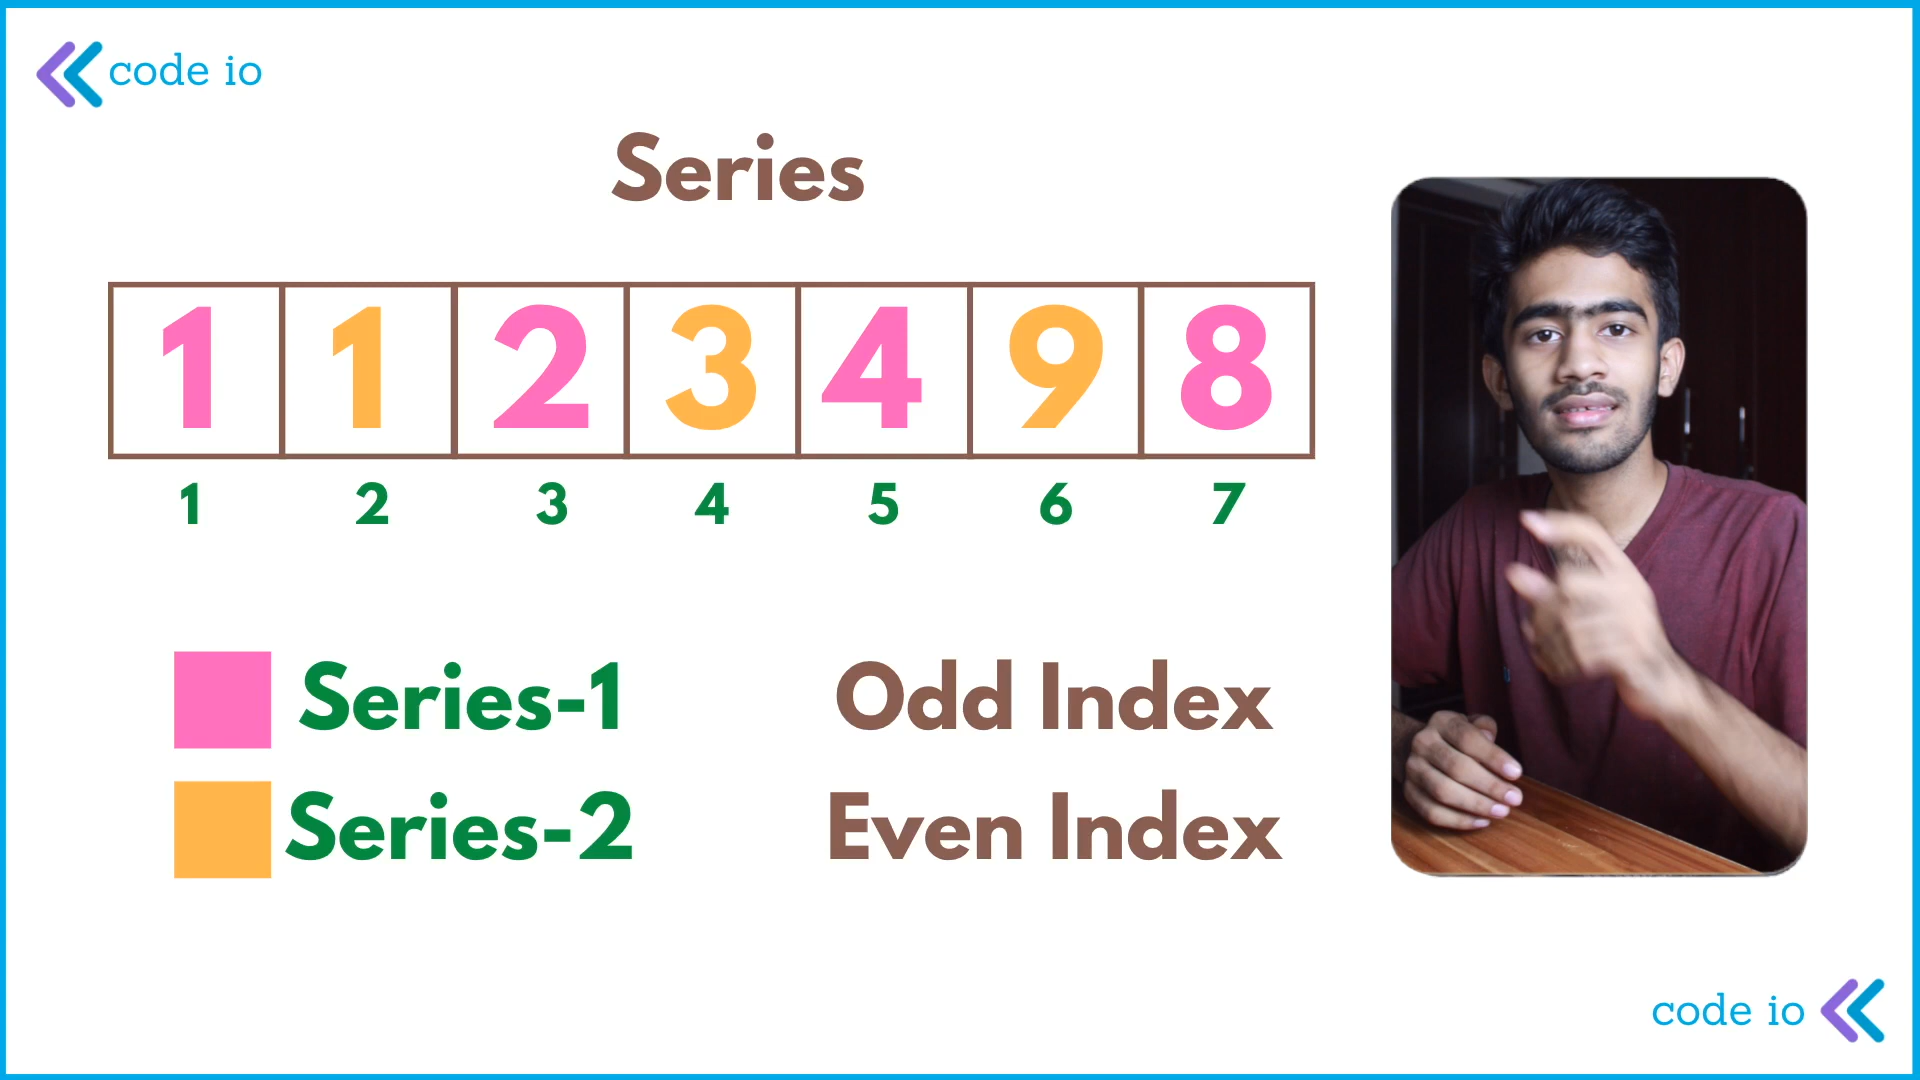 code io
Series
1 1 2 3 4 9 8
1 2 3 4 5 6 7
Series-1 Odd Index
Series-2 Even Index
code io